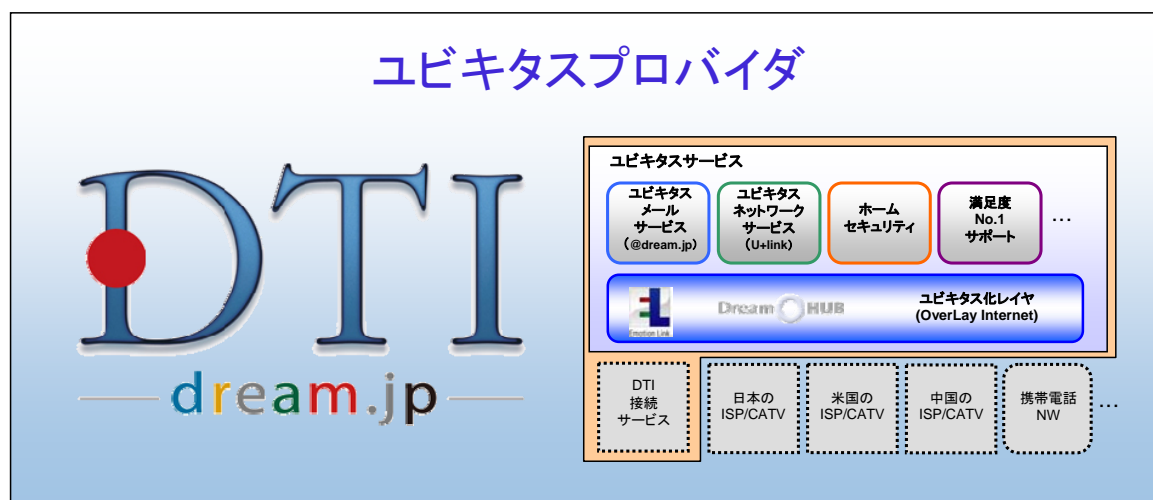 ユビキタスプロバイダ
DTI
dream.jp
ユビキタスサービス
ユビキタス
メール
サービス
(@dream.jp)
ユビキタス
ネットワーク
サービス
(U+link)
ホーム
セキュリティ
満足度
No.1
サポート
…
Emotion Link
Dream HUB
ユビキタス化レイヤ
(OverLay Internet)
DTI
接続
サービス
日本の
ISP/CATV
米国の
ISP/CATV
中国の
ISP/CATV
携帯電話
NW
…